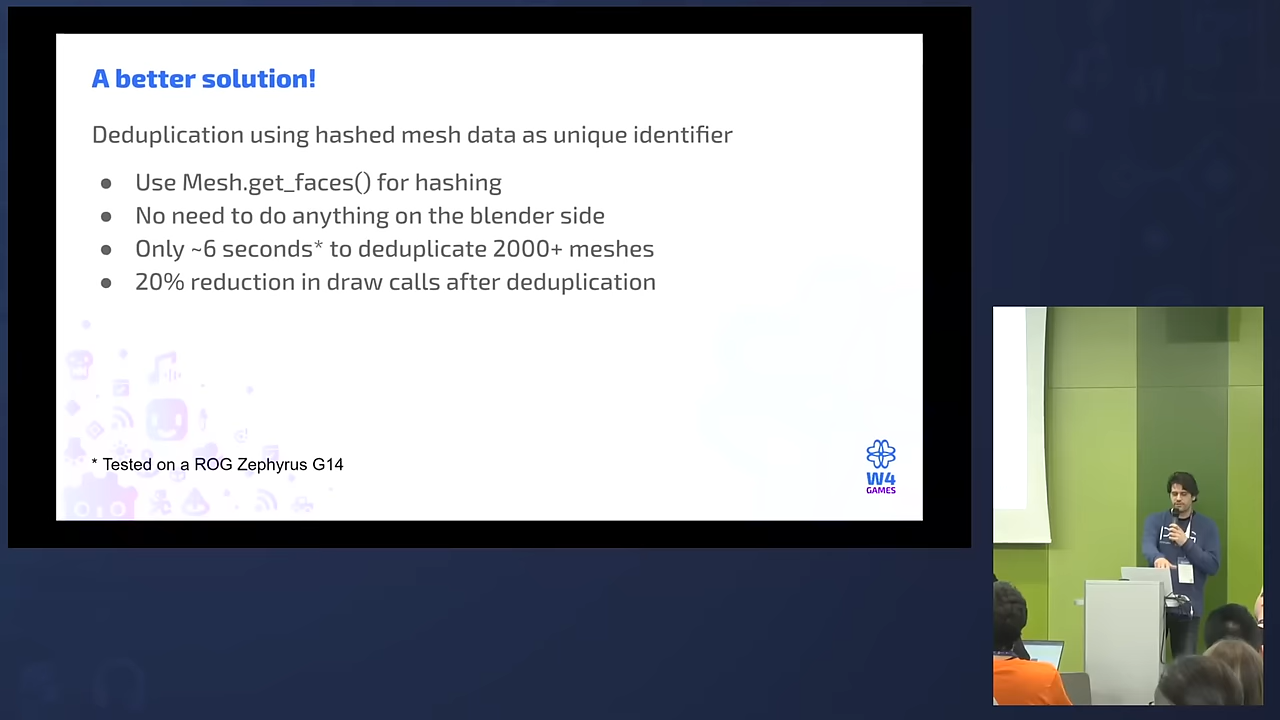 A better solution!
Deduplication using hashed mesh data as unique identifier
● Use Mesh.get_faces() for hashing
● No need to do anything on the blender side
● Only ~6 seconds* to deduplicate 2000+ meshes
● 20% reduction in draw calls after deduplication
* Tested on a ROG Zephyrus G14
W4
GAMES